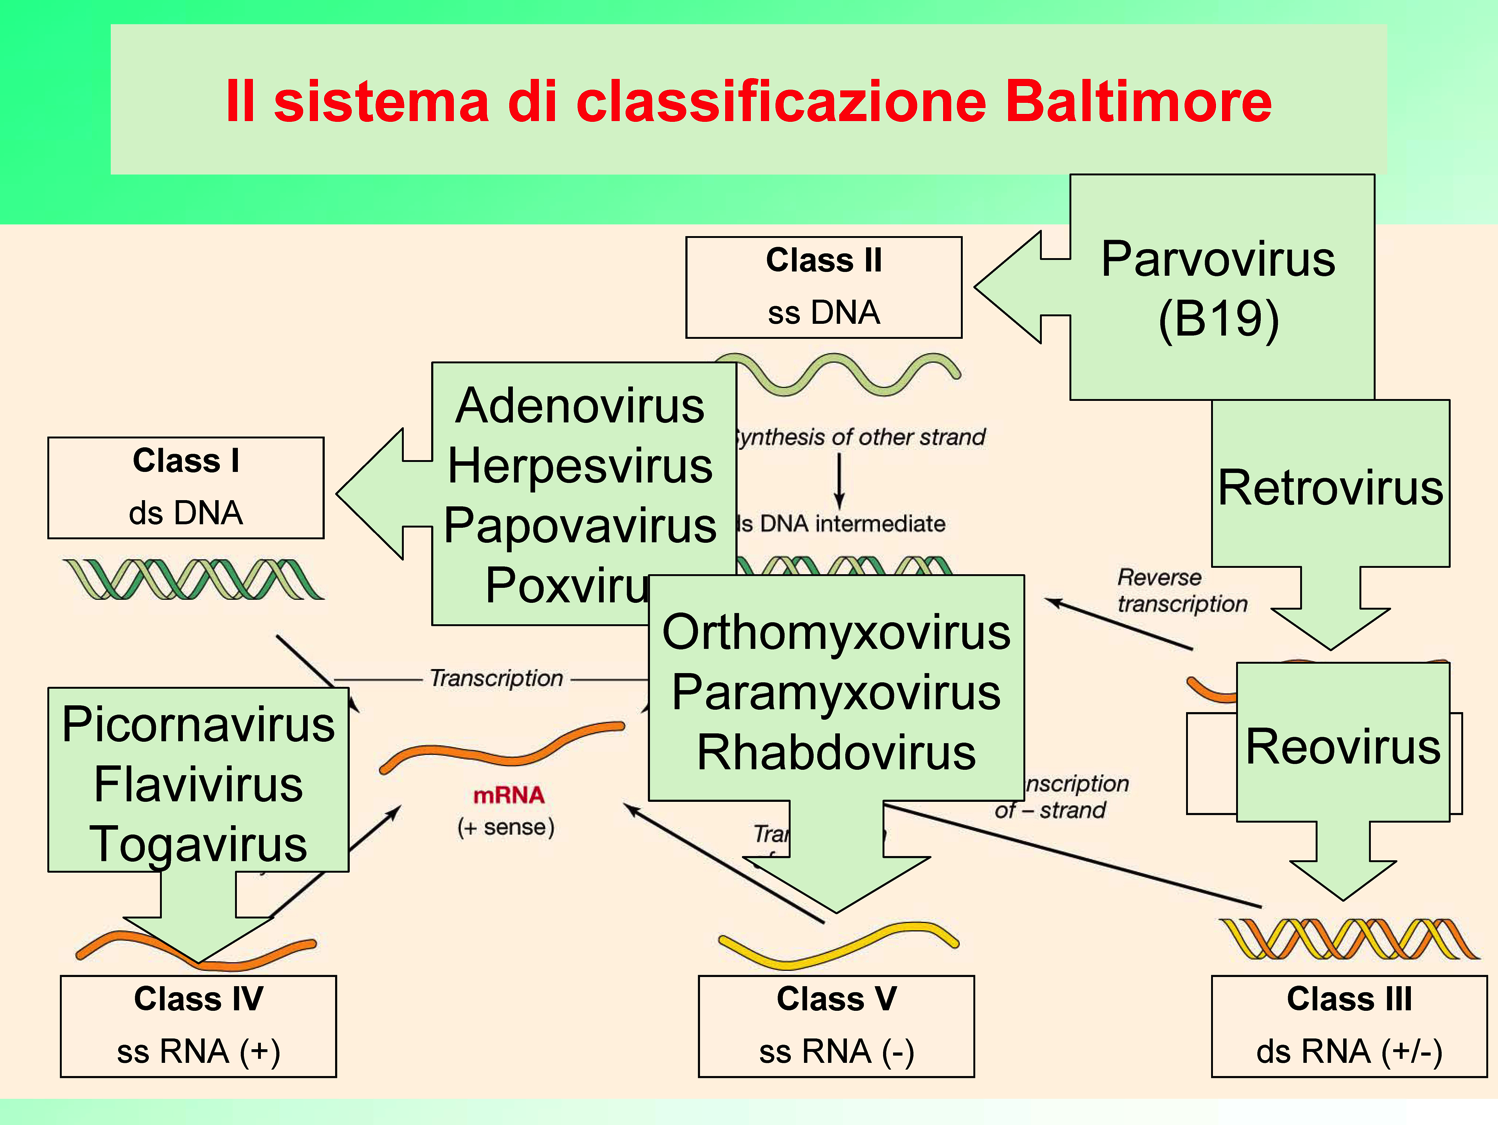 Il sistema di classificazione Baltimore
Class II
ss DNA
Parvovirus
(B19)
Adenovirus
Herpesvirus
Papovavirus
Poxviru
Class I
ds DNA
ynthesis of other strand
ds DNA intermediate
Retrovirus
Reverse
transcription
Orthomyxovirus
Paramyxovirus
Rhabdovirus
Transcription
Picornavirus
Flavivirus
Togavirus
mRNA
(+ sense)
Reovirus
nscription
of – strand
Tra
Class IV
ss RNA (+)
Class V
ss RNA (-)
Class III
ds RNA (+/-)